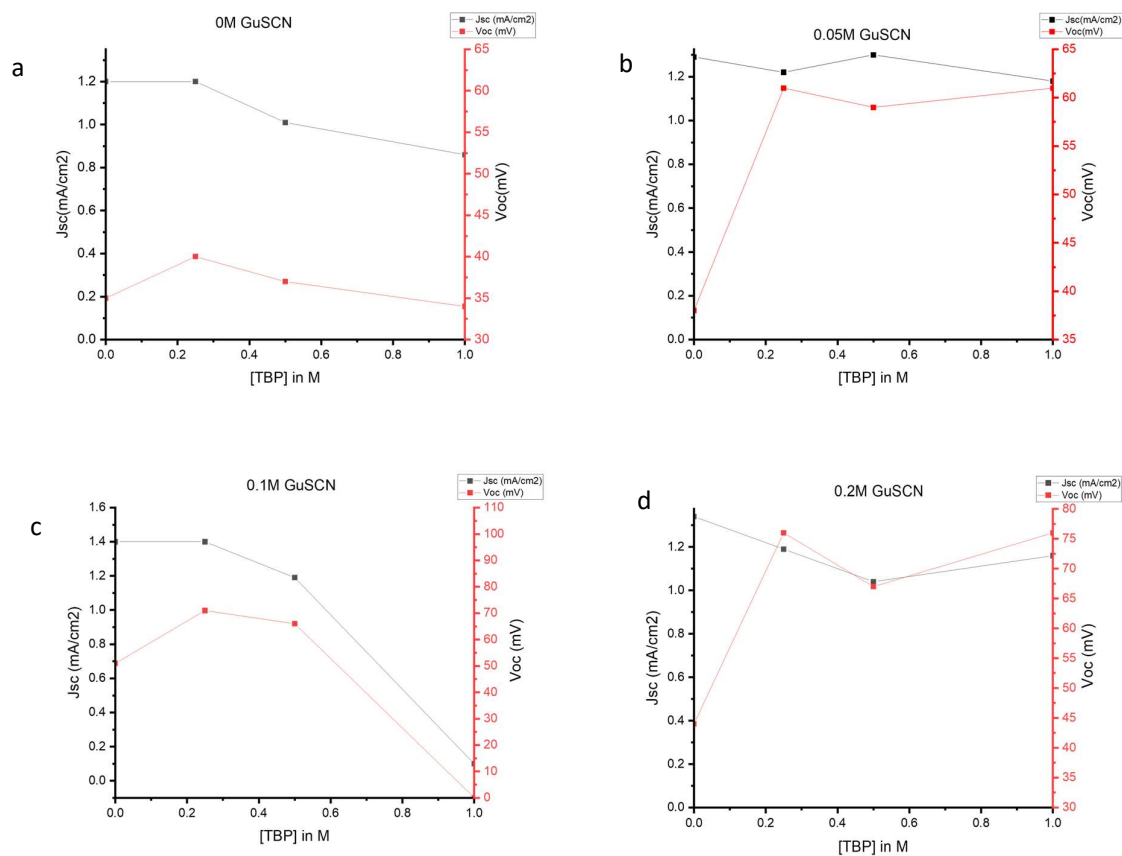 a
0M GuSCN
Jsc (mA/cm2)
Voc (mV)
1.2
1.0
0.8
0.6
0.4
0.2
0.0
Jsc(mA/cm2)
65
60
55
50
45
40
35
30
Voc(mV)
0.0 0.2 0.4 0.6 0.8 1.0
[TBP] in M
b
0.05M GuSCN
Jsc(mA/cm2)
Voc(mV)
1.2
1.0
0.8
0.6
0.4
0.2
0.0
Jsc(mA/cm2)
65
60
55
50
45
40
35
Voc(mV)
0.0 0.2 0.4 0.6 0.8 1.0
[TBP] in M
c
0.1M GuSCN
Jsc (mA/cm2)
Voc (mV)
1.6
1.4
1.2
1.0
0.8
0.6
0.4
0.2
0.0
Jsc (mA/cm2)
110
100
90
80
70
60
50
40
30
20
10
0
Voc (mV)
0.0 0.2 0.4 0.6 0.8 1.0
[TBP] in M
d
0.2M GuSCN
Jsc (mA/cm2)
Voc (mV)
1.2
1.0
0.8
0.6
0.4
0.2
0.0
Jsc (mA/cm2)
80
75
70
65
60
55
50
45
40
35
30
Voc (mV)
0.0 0.2 0.4 0.6 0.8 1.0
[TBP] in M